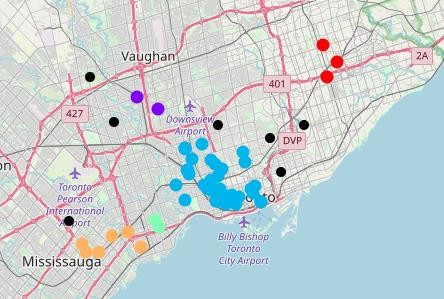 Vaughan
2A
401
427
Downsview
Airport
DVP
Toronto
Pearson
International
Airport
Billy Bishop
Toronto
City Airport
Mississauga